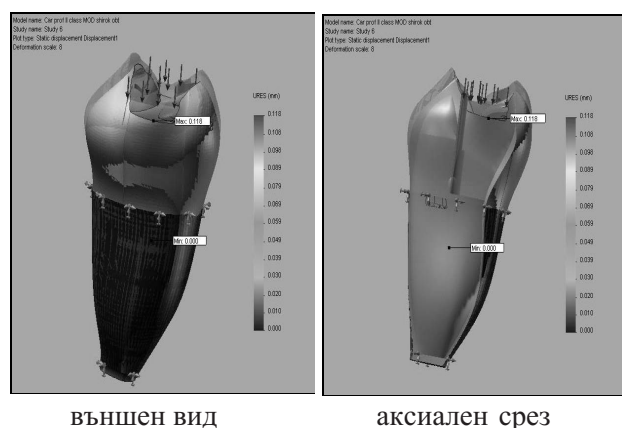 Model name: Car prof II class MOD shirok obt
Study name: Study 6
Plot type: Static displacement Displacement1
Deformation scale: 8
URES (mm)
0.118
0.108
0.098
0.089
0.079
0.069
0.059
0.049
0.039
0.030
0.020
0.010
0.000
Max: 0.118
Min: 0.000
външен вид
Model name: Car prof II class MOD shirok obt
Study name: Study 6
Plot type: Static displacement Displacement1
Deformation scale: 8
URES (mm)
0.118
0.108
0.098
0.089
0.079
0.069
0.059
0.049
0.039
0.030
0.020
0.010
0.000
Max: 0.118
Min: 0.000
аксиален срез